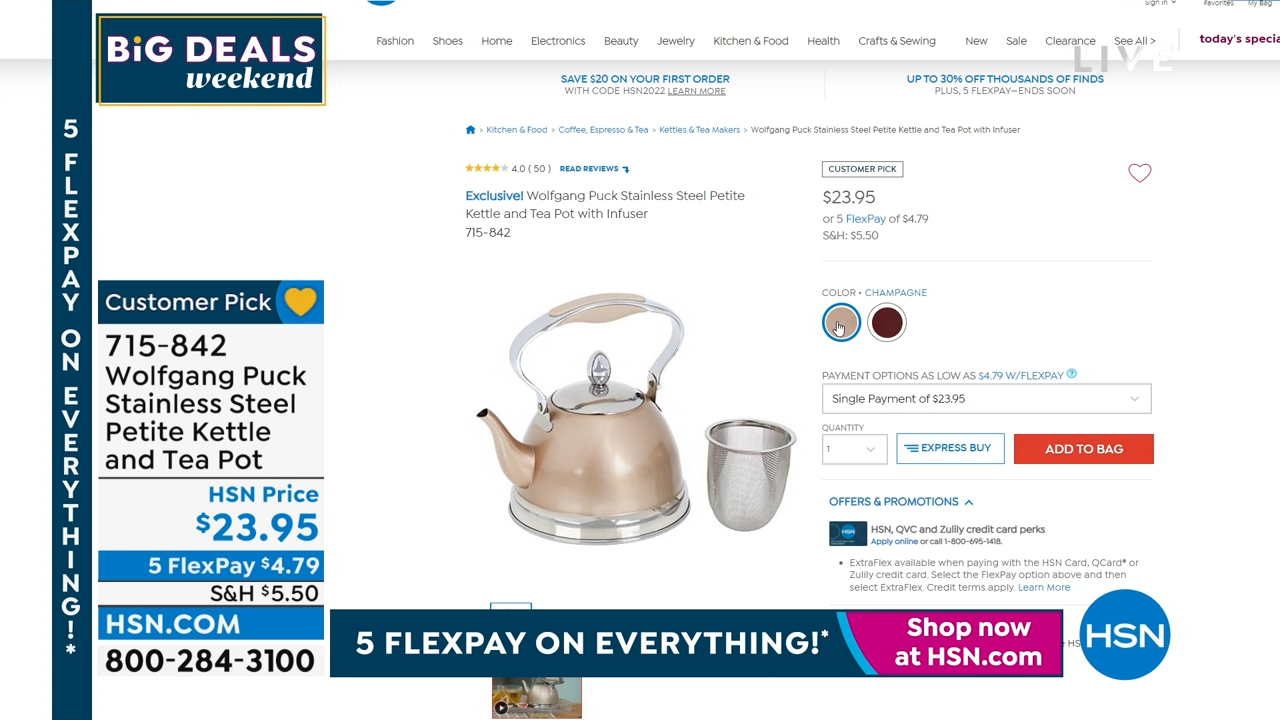 BiG DEALS
weekend
5 FLEXPAY ON EVERYTHING!*
Customer Pick
715-842
Wolfgang Puck
Stainless Steel
Petite Kettle
and Tea Pot
HSN Price
$23.95
5 FlexPay $4.79
S&H $5.50
HSN.COM
800-284-3100
Sign in
Favorites
My Bag
Fashion
Shoes
Home
Electronics
Beauty
Jewelry
Kitchen & Food
Health
Crafts & Sewing
New
Sale
Clearance
See All >
today's specia
LIVE
SAVE $20 ON YOUR FIRST ORDER
WITH CODE HSN2022 LEARN MORE
UP TO 30% OFF THOUSANDS OF FINDS
PLUS, 5 FLEXPAY—ENDS SOON
> Kitchen & Food > Coffee, Espresso & Tea > Kettles & Tea Makers > Wolfgang Puck Stainless Steel Petite Kettle and Tea Pot with Infuser
4.0 ( 50 ) READ REVIEWS
Exclusive! Wolfgang Puck Stainless Steel Petite
Kettle and Tea Pot with Infuser
715-842
CUSTOMER PICK
$23.95
or 5 FlexPay of $4.79
S&H: $5.50
COLOR • CHAMPAGNE
PAYMENT OPTIONS AS LOW AS $4.79 W/FLEXPAY ?
Single Payment of $23.95
QUANTITY
1
EXPRESS BUY
ADD TO BAG
OFFERS & PROMOTIONS
HSN
HSN, QVC and Zulily credit card perks
Apply online or call 1-800-695-1418.
• ExtraFlex available when paying with the HSN Card, QCard® or
Zulily credit card. Select the FlexPay option above and then
select ExtraFlex. Credit terms apply. Learn More
5 FLEXPAY ON EVERYTHING!*
Shop now
at HSN.com
HSN